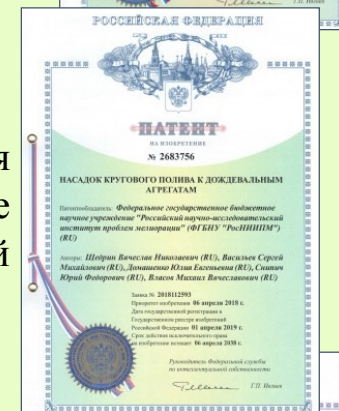 Г.П. Ивлиев
РОССИЙСКАЯ ФЕДЕРАЦИЯ
ПАТЕНТ
НА ИЗОБРЕТЕНИЕ
№ 2683756
НАСАДОК КРУГОВОГО ПОЛИВА К ДОЖДЕВАЛЬНЫМ
АГРЕГАТАМ
Патентообладатель: Федеральное государственное бюджетное
научное учреждение "Российский научно-исследовательский
институт проблем мелиорации" (ФГБНУ "РосНИИПМ")
(RU)
Авторы: Щедрин Вячеслав Николаевич (RU), Васильев Сергей
Михайлович (RU), Домашенко Юлия Евгеньевна (RU), Снипич
Юрий Федорович (RU), Власов Михаил Вячеславович (RU)
Заявка № 2018112593
Приоритет изобретения 06 апреля 2018 г.
Дата государственной регистрации в
Государственном реестре изобретений
Российской Федерации 01 апреля 2019 г.
Срок действия исключительного права
на изобретение истекает 06 апреля 2038 г.
Руководитель Федеральной службы
по интеллектуальной собственности
Г.П. Ивлиев
я
е
й